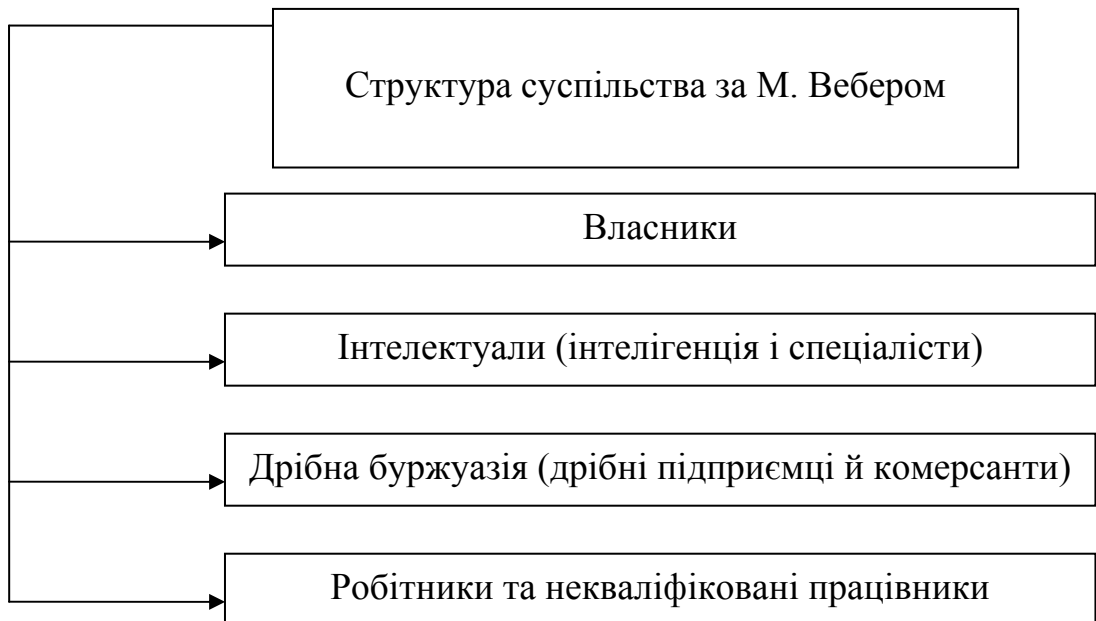 Структура суспільства за М. Вебером
Власники
Інтелектуали (інтелігенція і спеціалісти)
Дрібна буржуазія (дрібні підприємці й комерсанти)
Робітники та некваліфіковані працівники